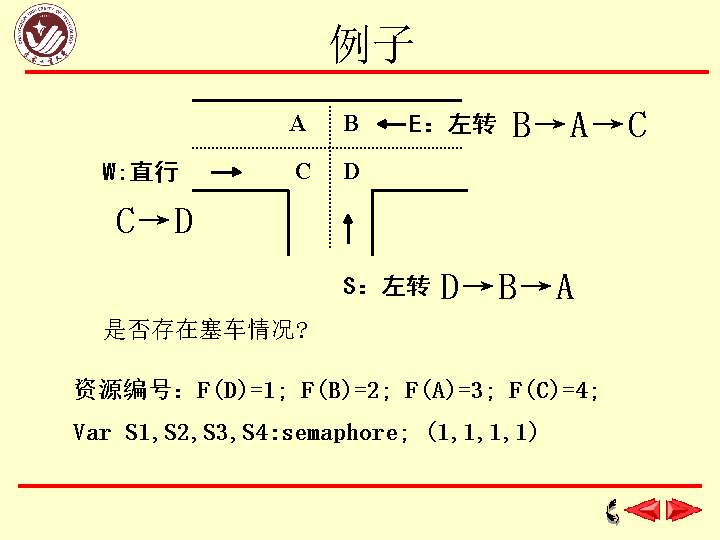 例子
A B ←E: 左转 B→A→C
W:直行 → C D
C→D
S: 左转 D→B→A
是否存在塞车情况?
资源编号: F(D)=1; F(B)=2; F(A)=3; F(C)=4;
Var S1,S2,S3,S4:semaphore; (1,1,1,1)